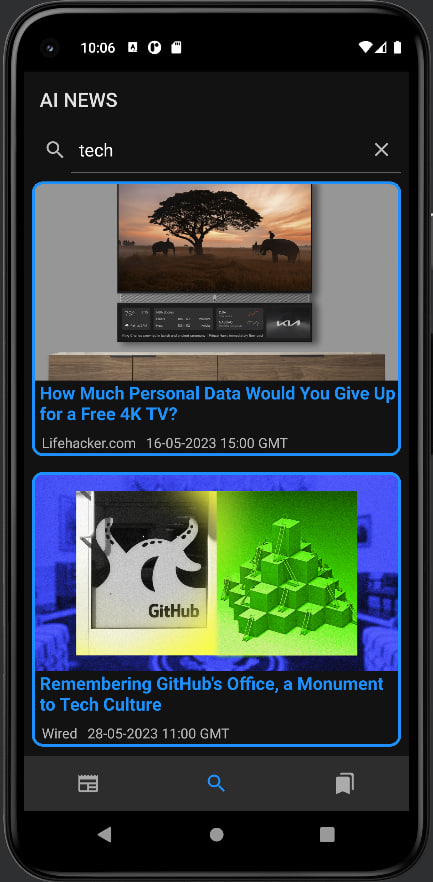 10:06
AI NEWS
tech
KIA
How Much Personal Data Would You Give Up
for a Free 4K TV?
Lifehacker.com 16-05-2023 15:00 GMT
GitHub
Remembering GitHub's Office, a Monument
to Tech Culture
Wired 28-05-2023 11:00 GMT